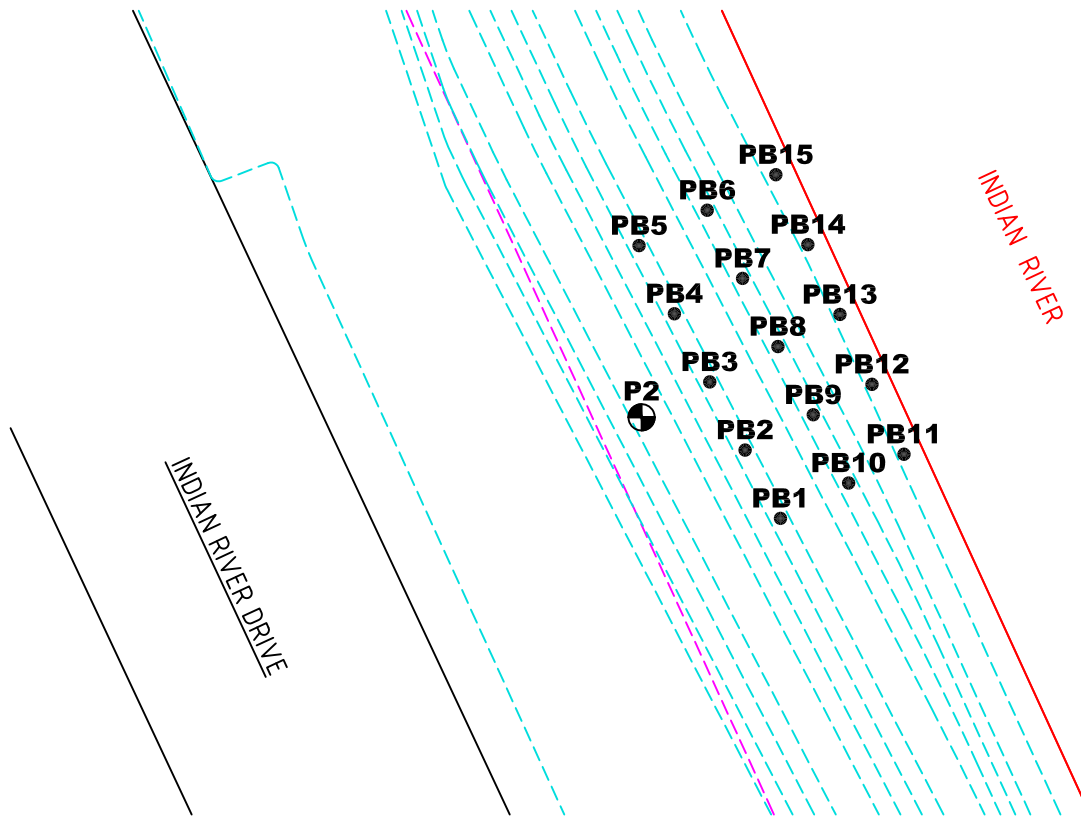 PB15
PB6
PB5
PB14
PB7
PB4
PB13
PB8
PB3
PB12
P2
PB9
PB2
PB11
PB10
PB1
INDIAN RIVER
INDIAN RIVER DRIVE